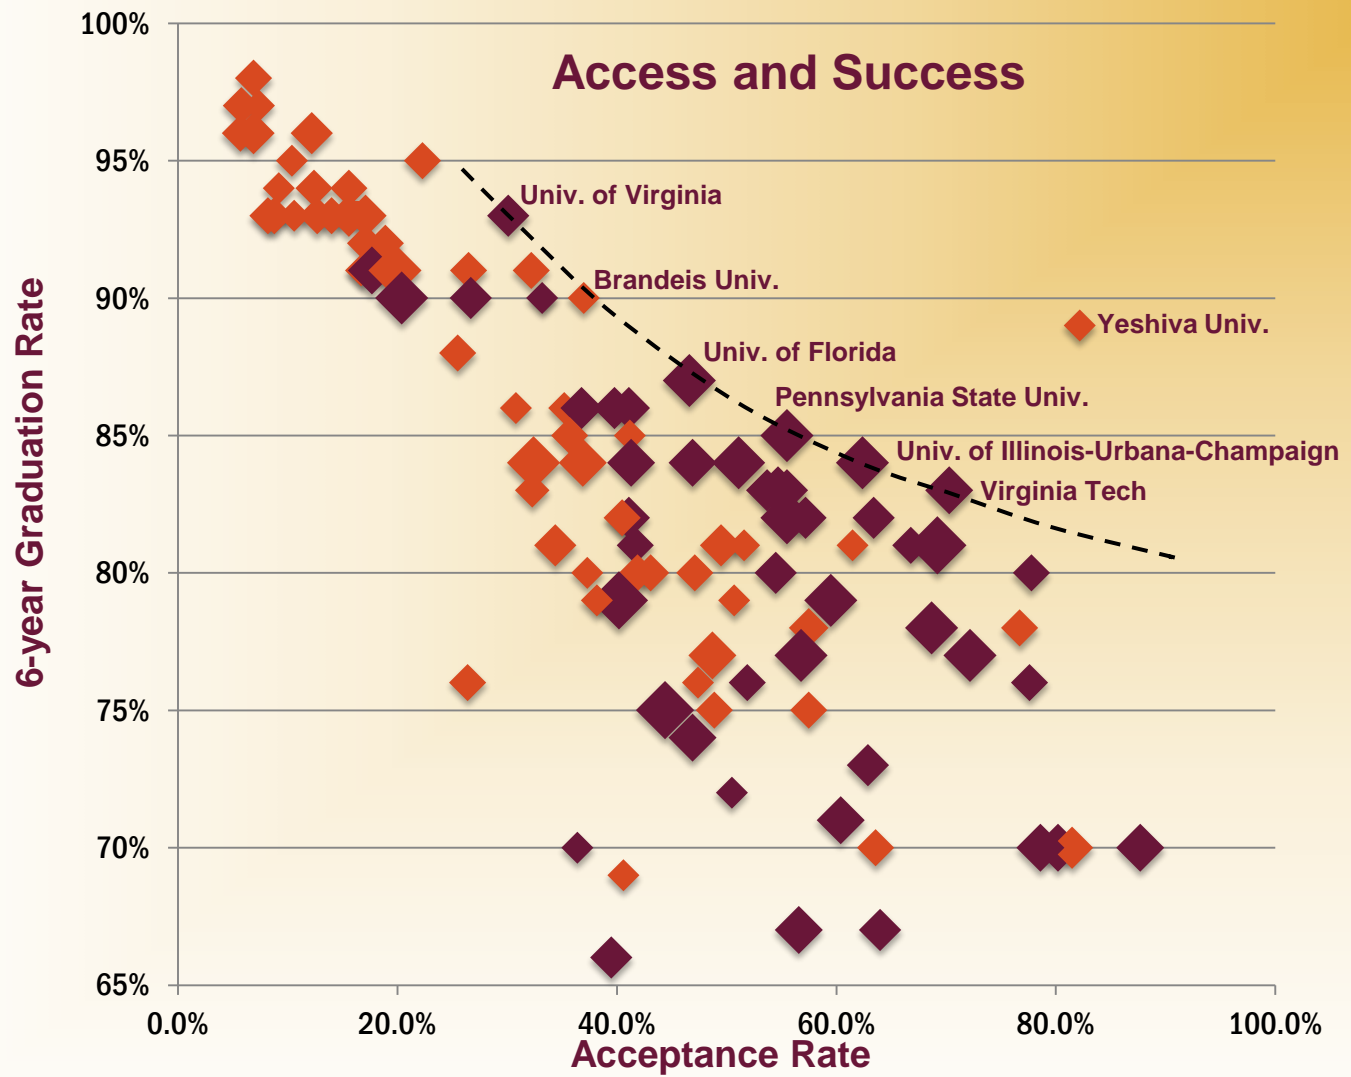 Access and Success
100%
95%
90%
85%
80%
75%
70%
65%
6-year Graduation Rate
Univ. of Virginia
Brandeis Univ.
Yeshiva Univ.
Univ. of Florida
Pennsylvania State Univ.
Univ. of Illinois-Urbana-Champaign
Virginia Tech
0.0% 20.0% 40.0% 60.0% 80.0% 100.0%
Acceptance Rate